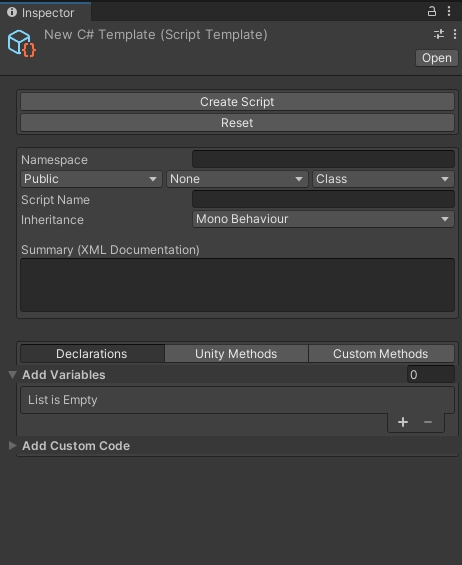 Inspector
New C# Template (Script Template)
Open
Create Script
Reset
Namespace
Public None Class
Script Name
Inheritance Mono Behaviour
Summary (XML Documentation)
Declarations Unity Methods Custom Methods
Add Variables 0
List is Empty
+ −
Add Custom Code